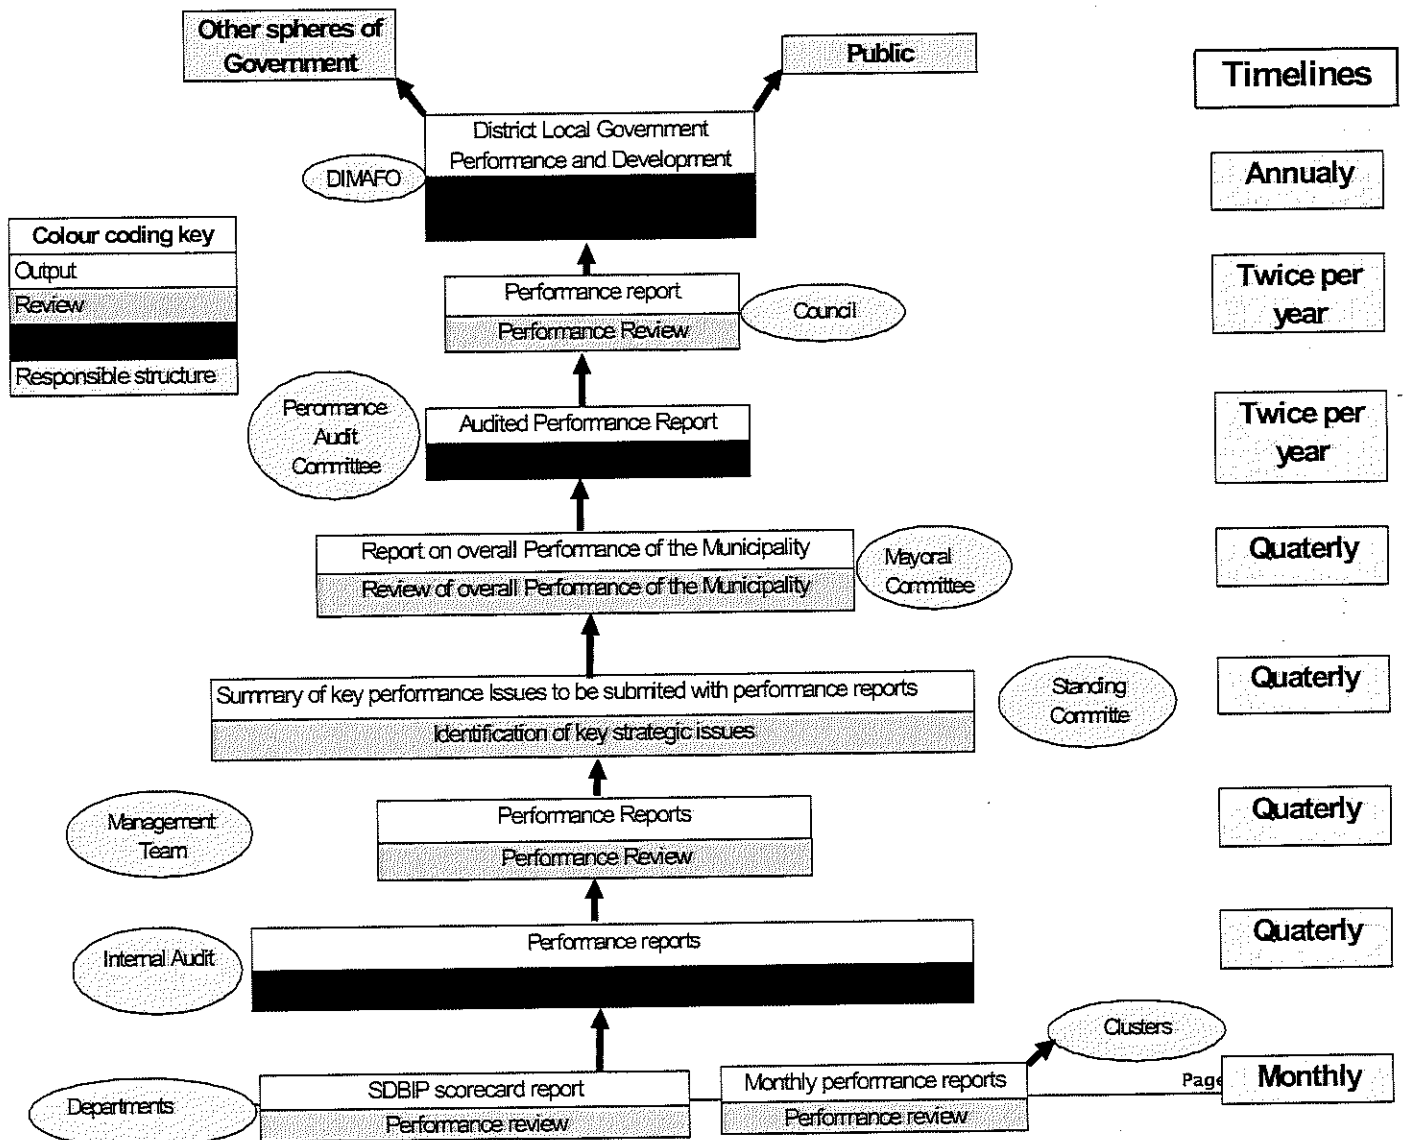 Other spheres of
Government
Public
Timelines
District Local Government
Performance and Development
DIMAFO
Annualy
Colour coding key
Output
Review
Responsible structure
Performance report
Performance Review
Council
Twice per
year
Perormance
Audit
Committee
Audited Performance Report
Twice per
year
Report on overall Performance of the Municipality
Review of overall Performance of the Municipality
Mayoral
Committee
Quaterly
Summary of key performance Issues to be submited with performance reports
Identification of key strategic issues
Standing
Committe
Quaterly
Management
Team
Performance Reports
Performance Review
Quaterly
Internal Audit
Performance reports
Quaterly
Clusters
Departments
SDBIP scorecard report
Performance review
Monthly performance reports
Performance review
Page
Monthly